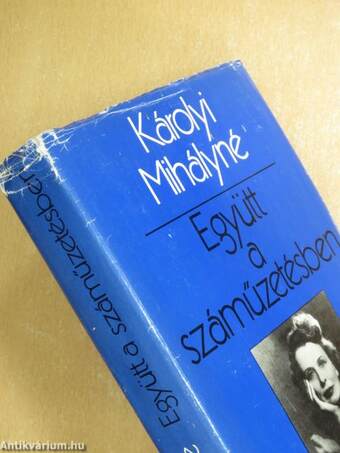 Károlyi
Mihályné
Együtt
a
száműzetésben
Együtt a száműzetésben
Antikvarium.hu